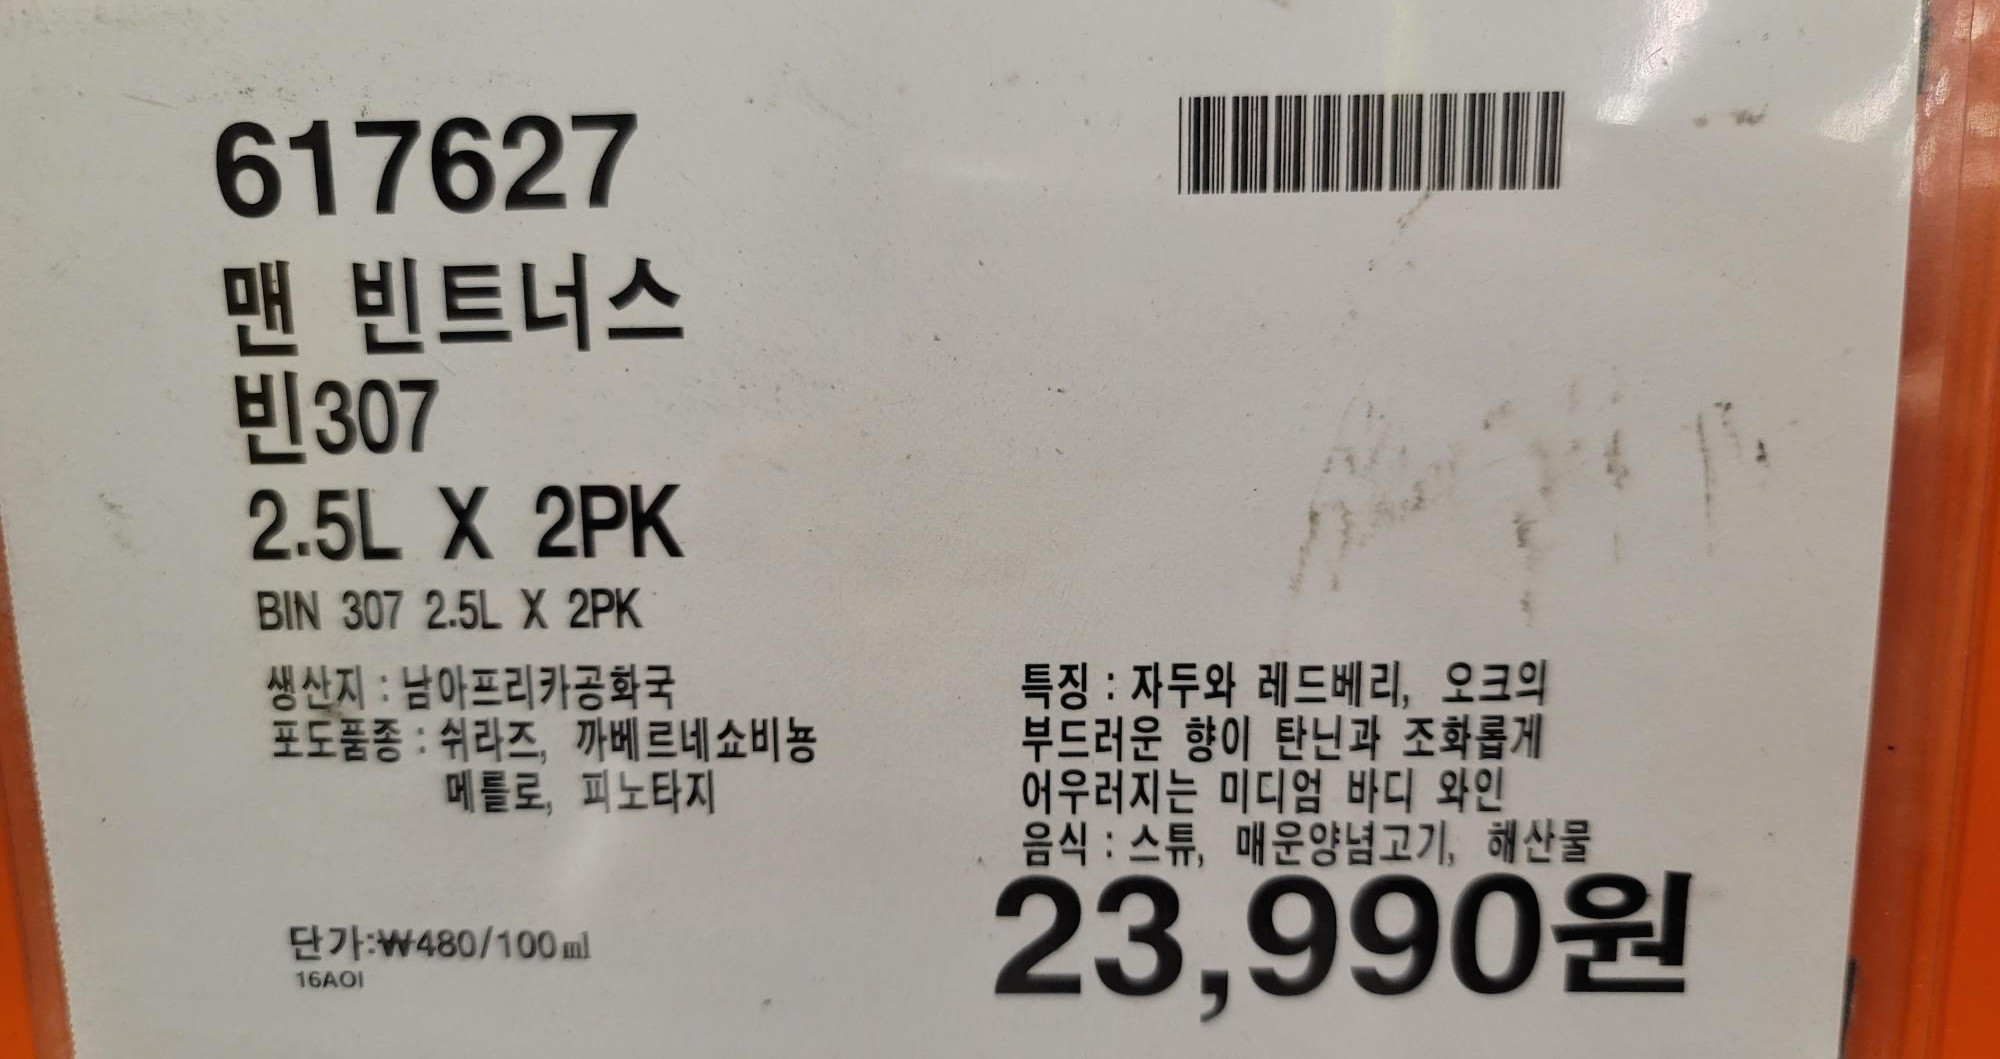 617627
맨 빈트너스
빈307
2.5L X 2PK
BIN 307 2.5L X 2PK
생산지 : 남아프리카공화국
포도품종 : 쉬라즈, 까베르네쇼비뇽
메를로, 피노타지
특징 : 자두와 레드베리, 오크의
부드러운 향이 탄닌과 조화롭게
어우러지는 미디엄 바디 와인
음식 : 스튜, 매운양념고기, 해산물
23,990원
단가:₩480/100㎖
16AOI